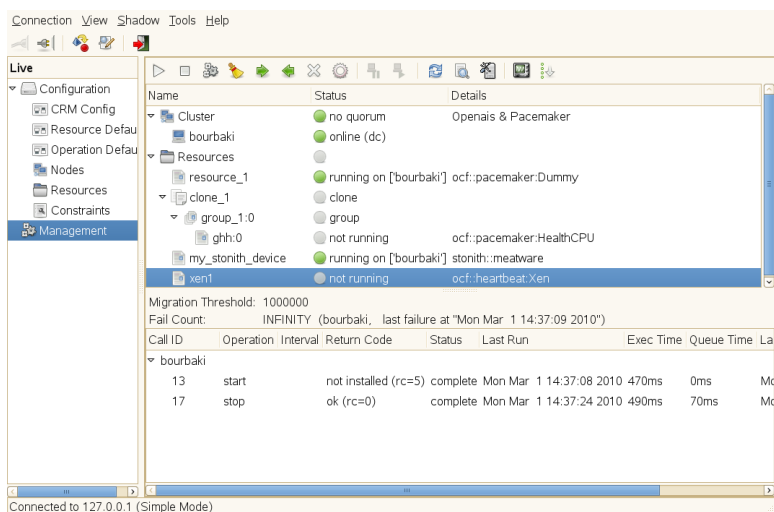 Connection View Shadow Tools Help
Live
Configuration
CRM Config
Resource Defau
Operation Defau
Nodes
Resources
Constraints
Management
Name Status Details
Cluster no quorum Openais & Pacemaker
bourbaki online (dc)
Resources
resource_1 running on ['bourbaki'] ocf::pacemaker:Dummy
clone_1 clone
group_1:0 group
ghh:0 not running ocf::pacemaker:HealthCPU
my_stonith_device running on ['bourbaki'] stonith::meatware
xen1 not running ocf::heartbeat:Xen
Migration Threshold: 1000000
Fail Count: INFINITY (bourbaki, last failure at "Mon Mar 1 14:37:09 2010")
Call ID Operation Interval Return Code Status Last Run Exec Time Queue Time La
bourbaki
13 start not installed (rc=5) complete Mon Mar 1 14:37:08 2010 470ms 0ms Mo
17 stop ok (rc=0) complete Mon Mar 1 14:37:24 2010 490ms 70ms Mo
Connected to 127.0.0.1 (Simple Mode)